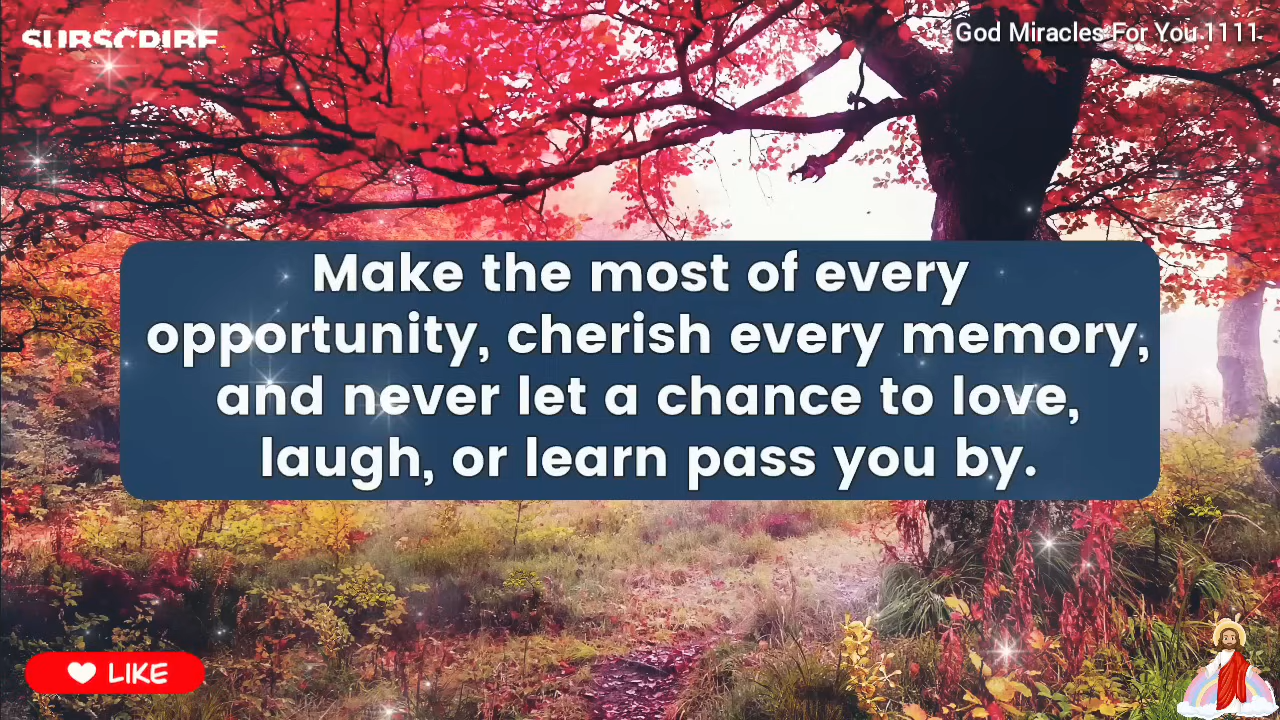 SUBSCRIBE
God Miracles For You 1111
Make the most of every
opportunity, cherish every memory,
and never let a chance to love,
laugh, or learn pass you by.
LIKE